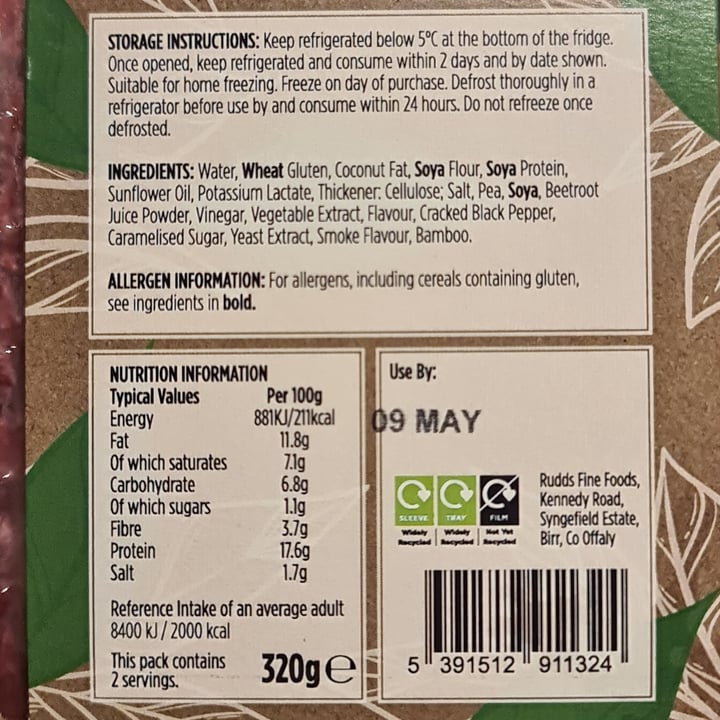 STORAGE INSTRUCTIONS: Keep refrigerated below 5°C at the bottom of the fridge.
Once opened, keep refrigerated and consume within 2 days and by date shown.
Suitable for home freezing. Freeze on day of purchase. Defrost thoroughly in a
refrigerator before use by and consume within 24 hours. Do not refreeze once
defrosted.
INGREDIENTS: Water, Wheat Gluten, Coconut Fat, Soya Flour, Soya Protein,
Sunflower Oil, Potassium Lactate, Thickener: Cellulose; Salt, Pea, Soya, Beetroot
Juice Powder, Vinegar, Vegetable Extract, Flavour, Cracked Black Pepper,
Caramelised Sugar, Yeast Extract, Smoke Flavour, Bamboo.
ALLERGEN INFORMATION: For allergens, including cereals containing gluten,
see ingredients in bold.
NUTRITION INFORMATION
Typical Values Per 100g
Energy 881KJ/211kcal
Fat 11.8g
Of which saturates 7.1g
Carbohydrate 6.8g
Of which sugars 1.1g
Fibre 3.7g
Protein 17.6g
Salt 1.7g
Reference Intake of an average adult
8400 kJ / 2000 kcal
This pack contains
2 servings.
320g e
Use By:
09 MAY
SLEEVE TRAY FILM
Widely Widely Not Yet
Recycled Recycled Recycled
Rudds Fine Foods,
Kennedy Road,
Syngefield Estate,
Birr, Co Offaly
5 391512 911324